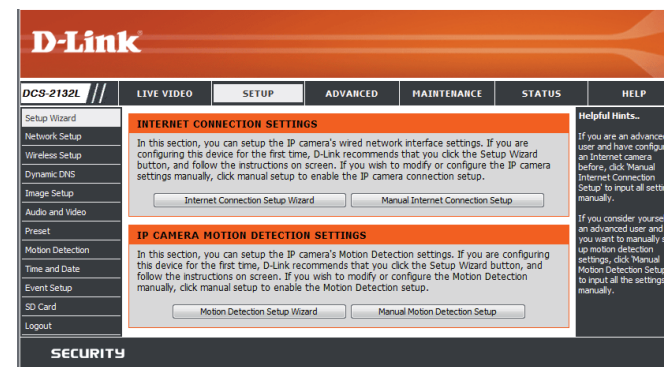 D-Link
DCS-2132L
LIVE VIDEO
SETUP
ADVANCED
MAINTENANCE
STATUS
HELP
Setup Wizard
Network Setup
Wireless Setup
Dynamic DNS
Image Setup
Audio and Video
Preset
Motion Detection
Time and Date
Event Setup
SD Card
Logout
INTERNET CONNECTION SETTINGS
In this section, you can setup the IP camera's wired network interface settings. If you are
configuring this device for the first time, D-Link recommends that you click the Setup Wizard
button, and follow the instructions on screen. If you wish to modify or configure the IP camera
settings manually, click manual setup to enable the IP camera connection setup.
Internet Connection Setup Wizard
Manual Internet Connection Setup
IP CAMERA MOTION DETECTION SETTINGS
In this section, you can setup the IP camera's Motion Detection settings. If you are configuring
this device for the first time, D-Link recommends that you click the Setup Wizard button, and
follow the instructions on screen. If you wish to modify or configure the Motion Detection
manually, click manual setup to enable the Motion Detection setup.
Motion Detection Setup Wizard
Manual Motion Detection Setup
Helpful Hints..
If you are an advanced
user and have
an Internet camera
before, click 'Manual
Internet Connection
Setup' to input all
manually.
If you consider
an advanced user and
you want to manually
up motion detection
settings, click 'Manual
Motion Detection Setup'
to input all the settings
manually.
SECURITY